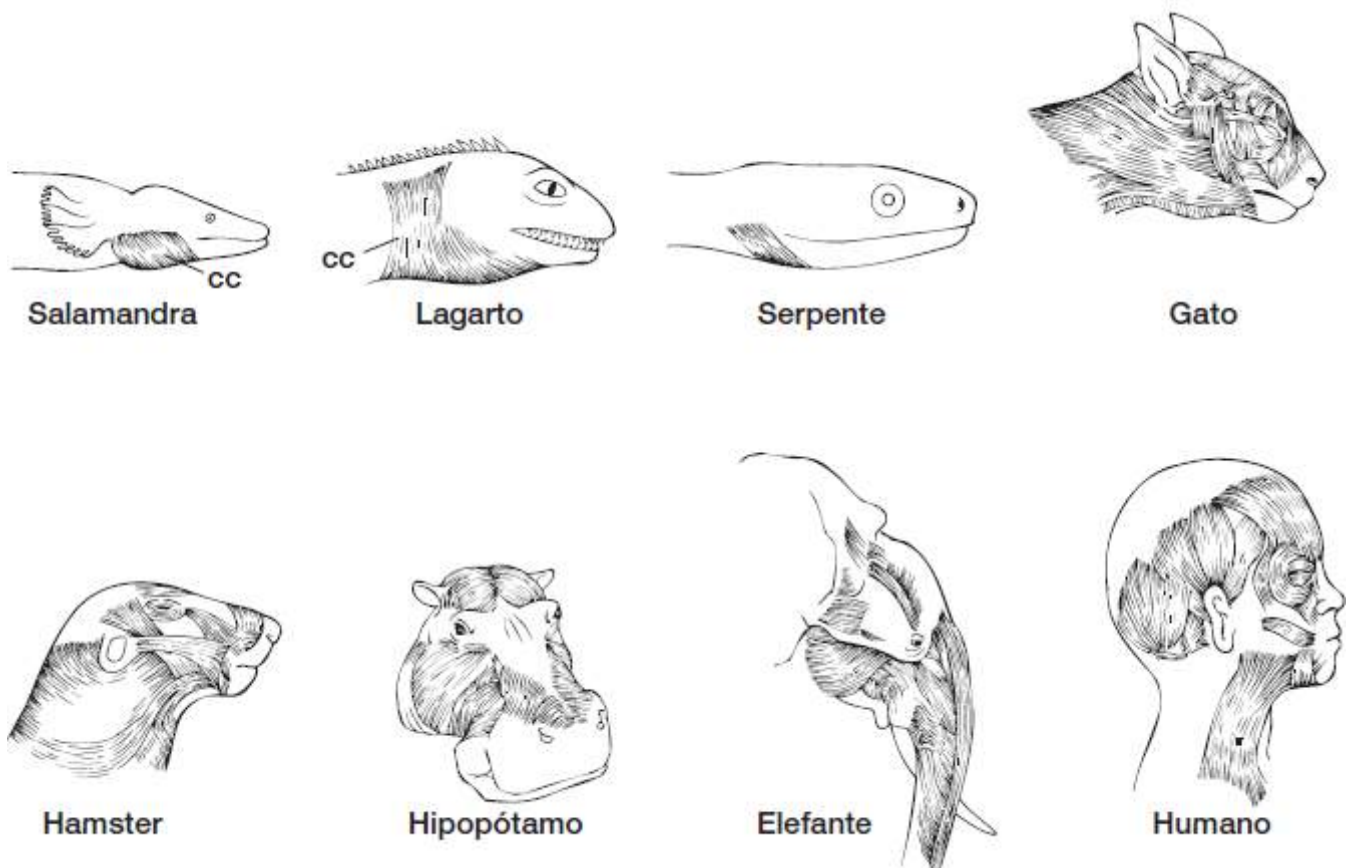 CC
Salamandra
CC
Lagarto
Serpente
Gato
Hamster
Hipopótamo
Elefante
Humano